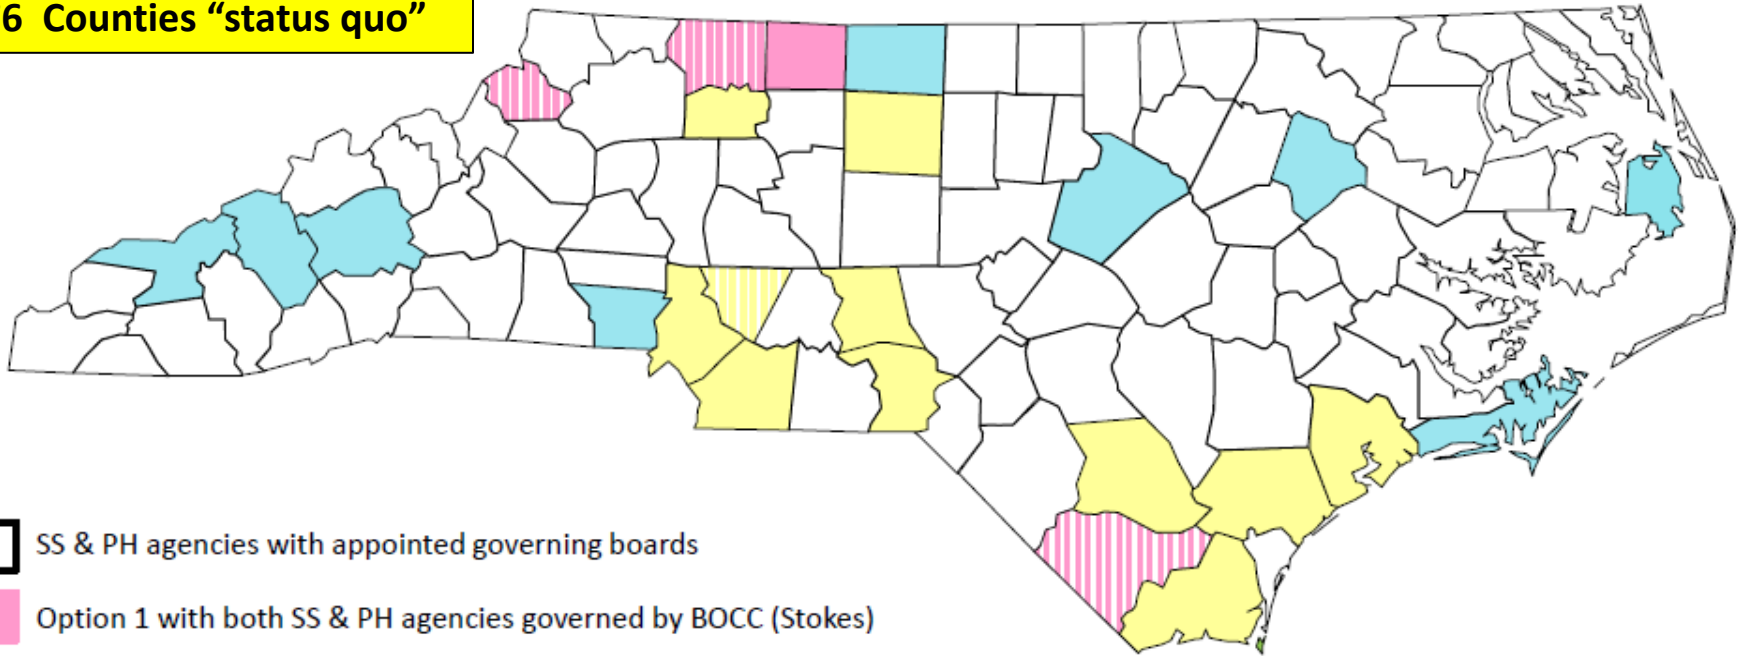 6 Counties “status quo”
SS & PH agencies with appointed governing boards
Option 1 with both SS & PH agencies governed by BOCC (Stokes)